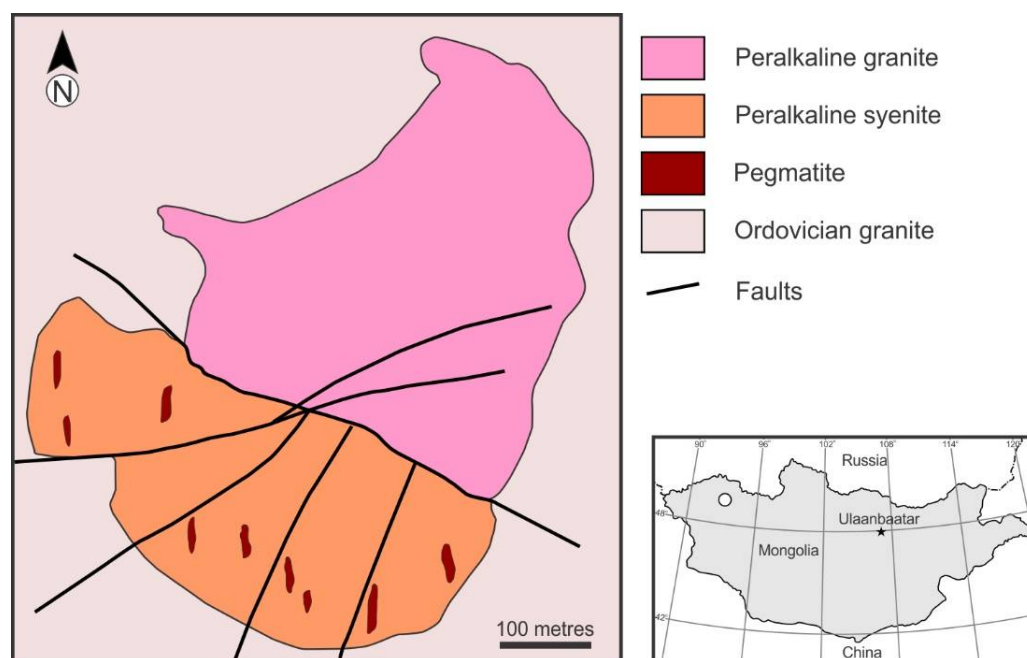 N
100 metres
Peralkaline granite
Peralkaline syenite
Pegmatite
Ordovician granite
Faults
90° 96° 102° 108° 114° 120°
Russia
48°
Ulaanbaatar
Mongolia
42°
China